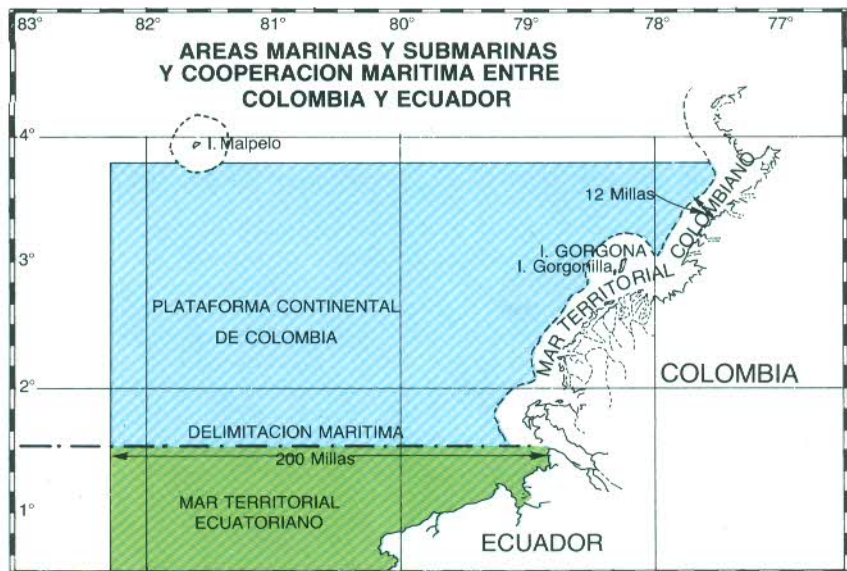 83° 82° 80° 79° 78° 77°
AREAS MARINAS Y SUBMARINAS
Y COOPERACION MARITIMA ENTRE
COLOMBIA Y ECUADOR
4°
I. Malpelo
12 Millas
MAR TERRITORIAL COLOMBIANO
3°
I. GORGONA
I. Gorgonilla
PLATAFORMA CONTINENTAL
DE COLOMBIA
2°
COLOMBIA
DELIMITACION MARITIMA
200 Millas
1°
MAR TERRITORIAL
ECUATORIANO
ECUADOR